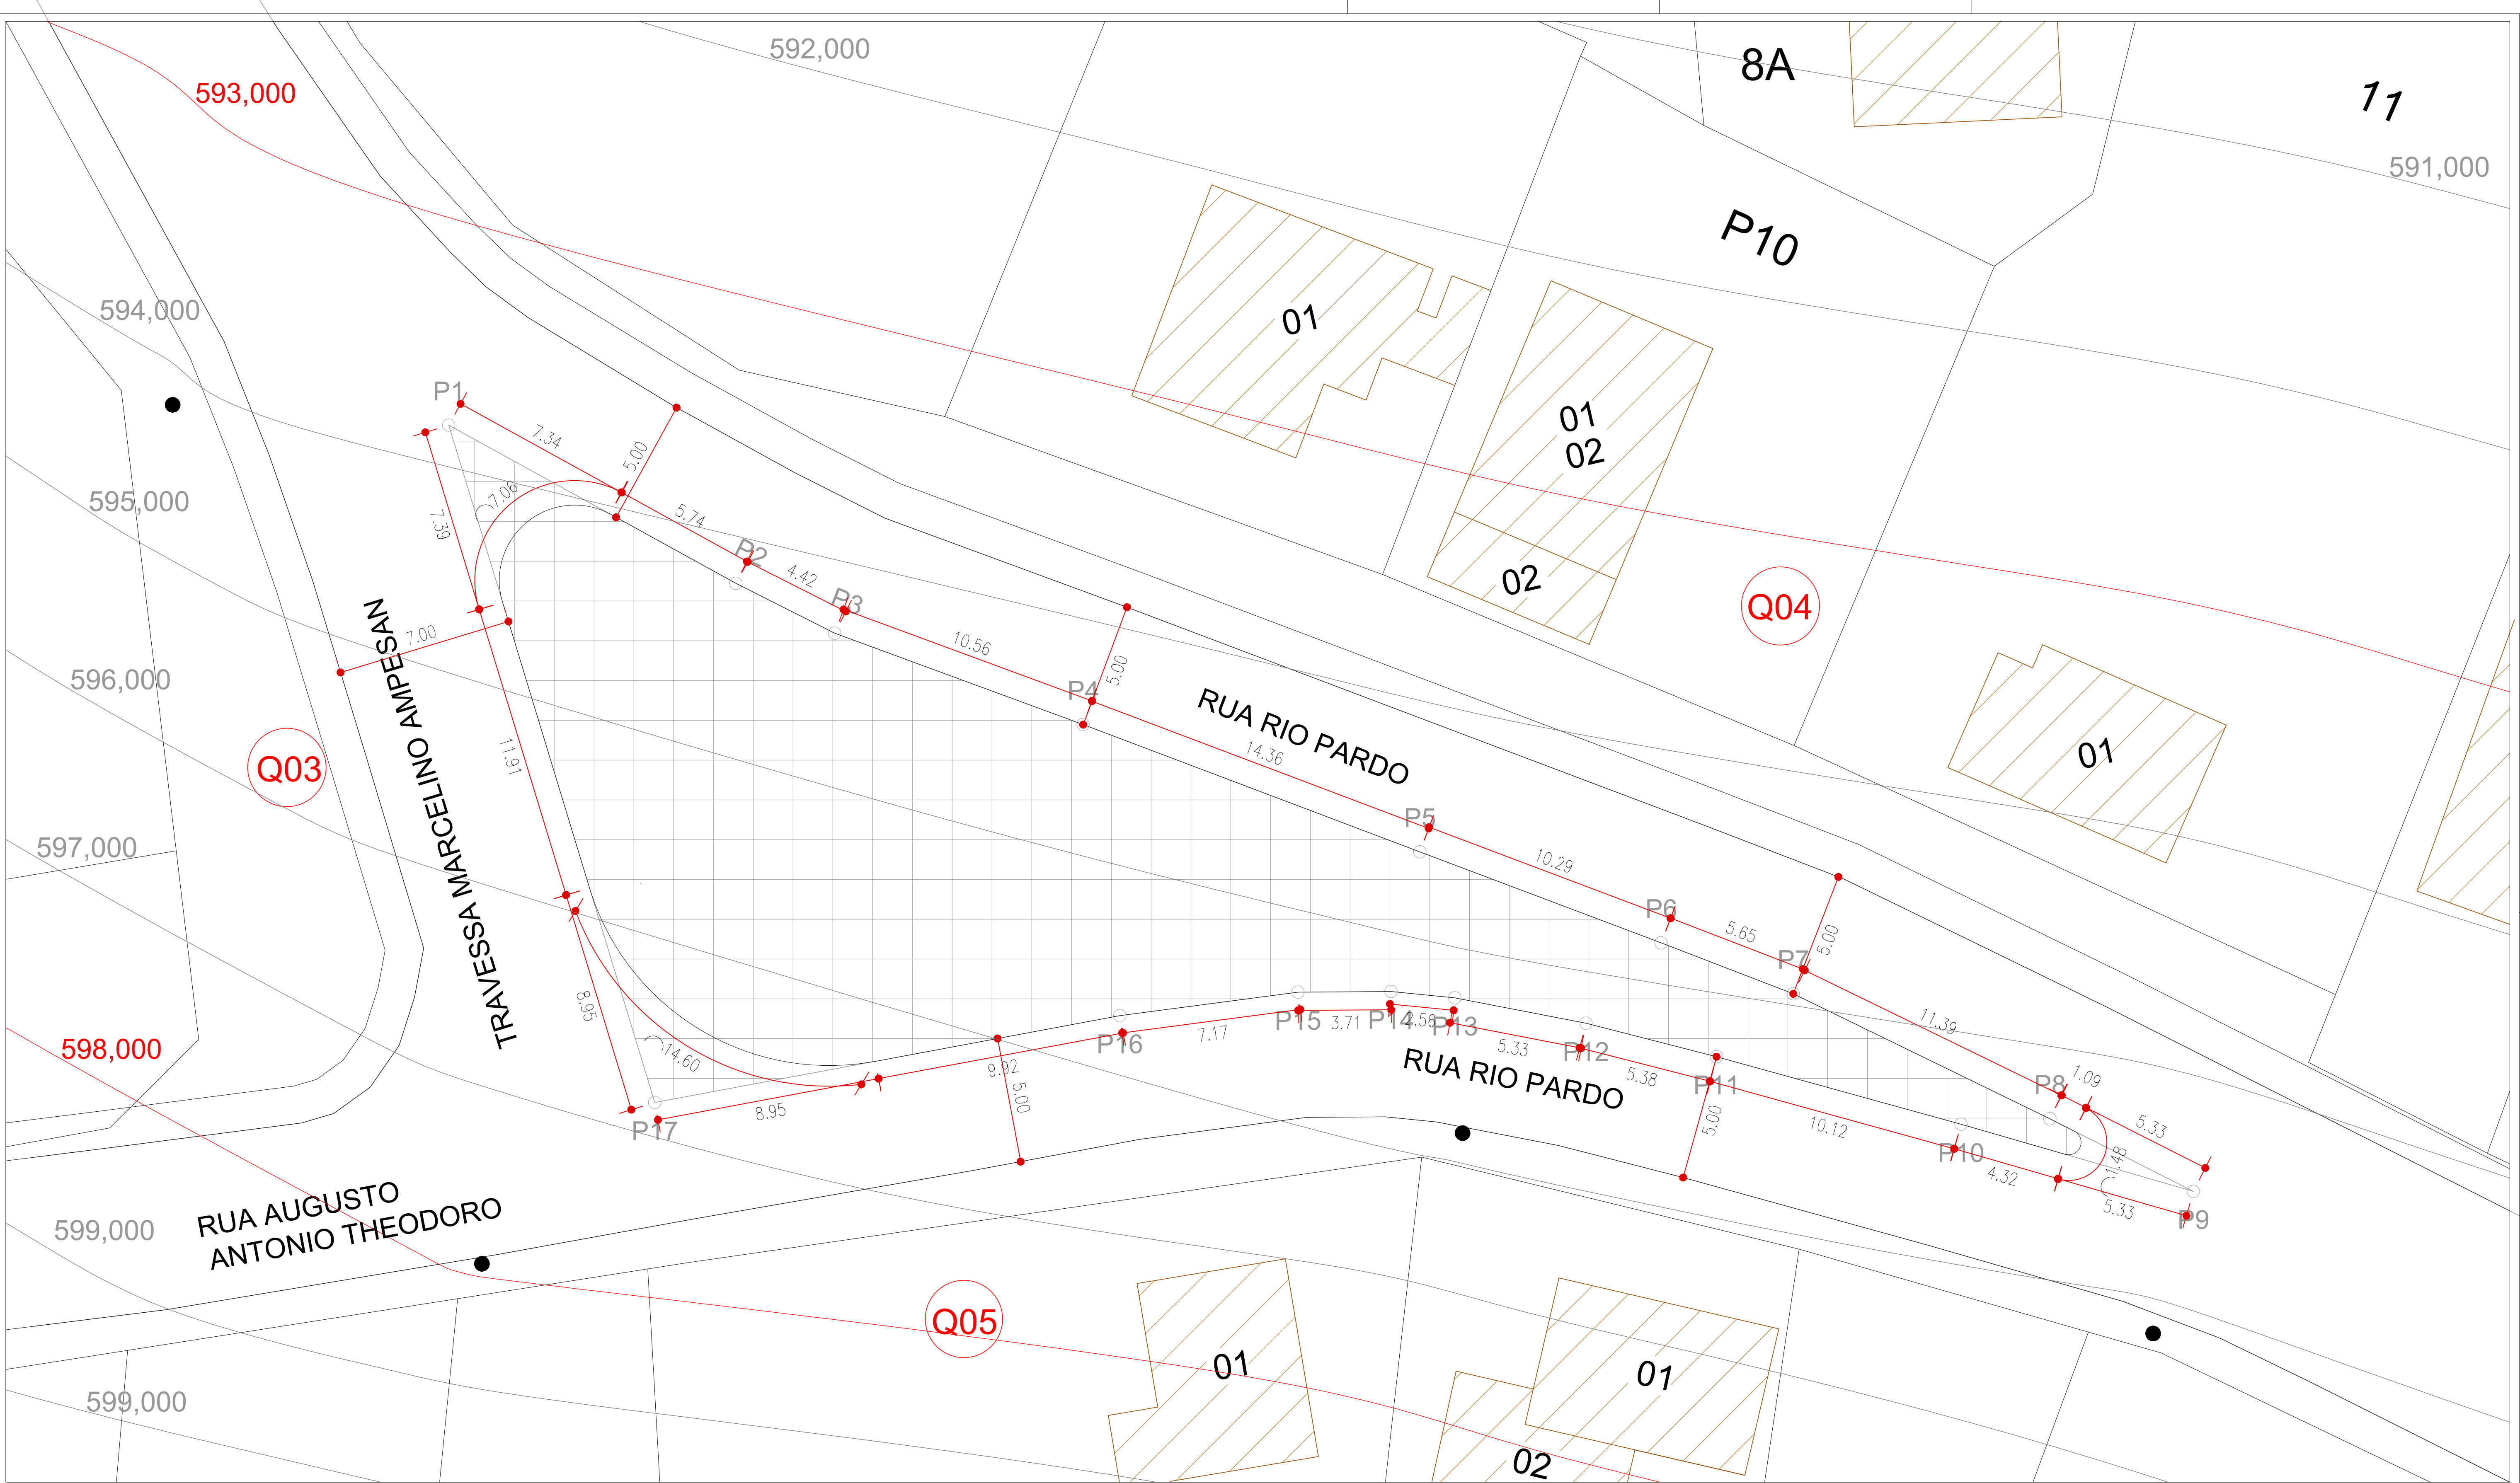 592,000
8A
11
593,000
591,000
P10
594,000
01
P1
7.34
5.00
01
02
7.06
595,000
7.39
5.74
P2
4.42
P3
02
Q04
7.00
10.56
5.00
596,000
P4
RUA RIO PARDO
14.36
01
Q03
TRAVESSA MARCELINO AMPESAN
11.91
P5
597,000
10.29
P6
5.65
5.00
P7
8.95
P15
3.71
P14
2.56
P13
11.39
7.17
P16
5.33
P12
598,000
14.60
9.92
5.00
RUA RIO PARDO
5.38
P11
P8
1.09
8.95
P17
5.00
10.12
5.33
P10
4.32
1.48
5.33
P9
RUA AUGUSTO
ANTONIO THEODORO
599,000
Q05
01
01
599,000
02